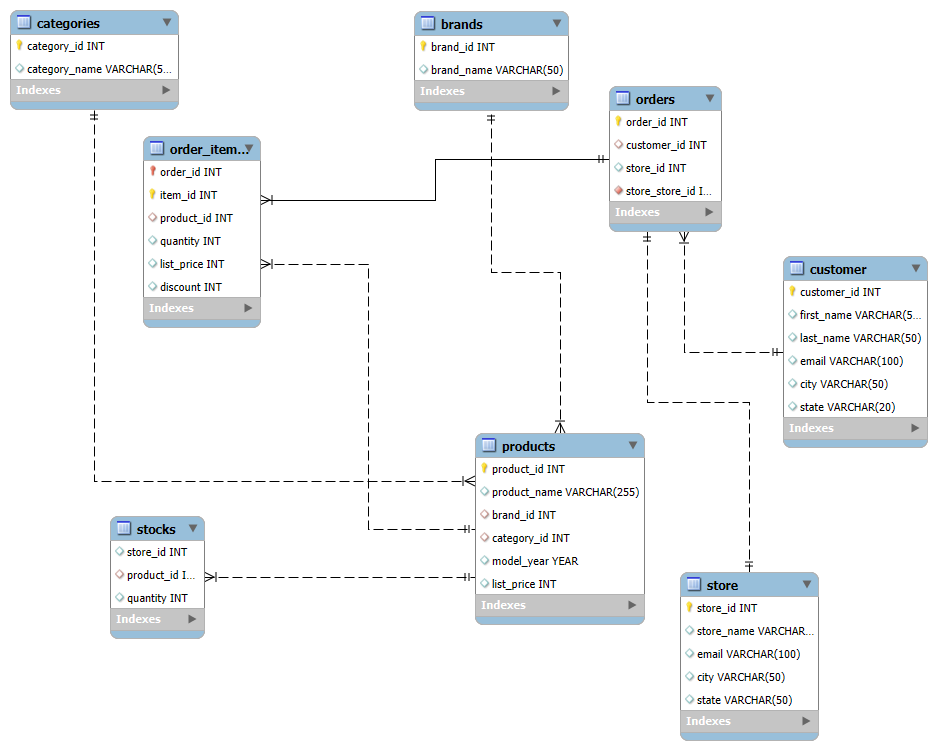 categories
category_id INT
category_name VARCHAR(5...
Indexes
brands
brand_id INT
brand_name VARCHAR(50)
Indexes
orders
order_id INT
customer_id INT
store_id INT
store_store_id I...
Indexes
order_item...
order_id INT
item_id INT
product_id INT
quantity INT
list_price INT
discount INT
Indexes
customer
customer_id INT
first_name VARCHAR(5...
last_name VARCHAR(50)
email VARCHAR(100)
city VARCHAR(50)
state VARCHAR(20)
Indexes
products
product_id INT
product_name VARCHAR(255)
brand_id INT
category_id INT
model_year YEAR
list_price INT
Indexes
stocks
store_id INT
product_id I...
quantity INT
Indexes
store
store_id INT
store_name VARCHAR...
email VARCHAR(100)
city VARCHAR(50)
state VARCHAR(50)
Indexes